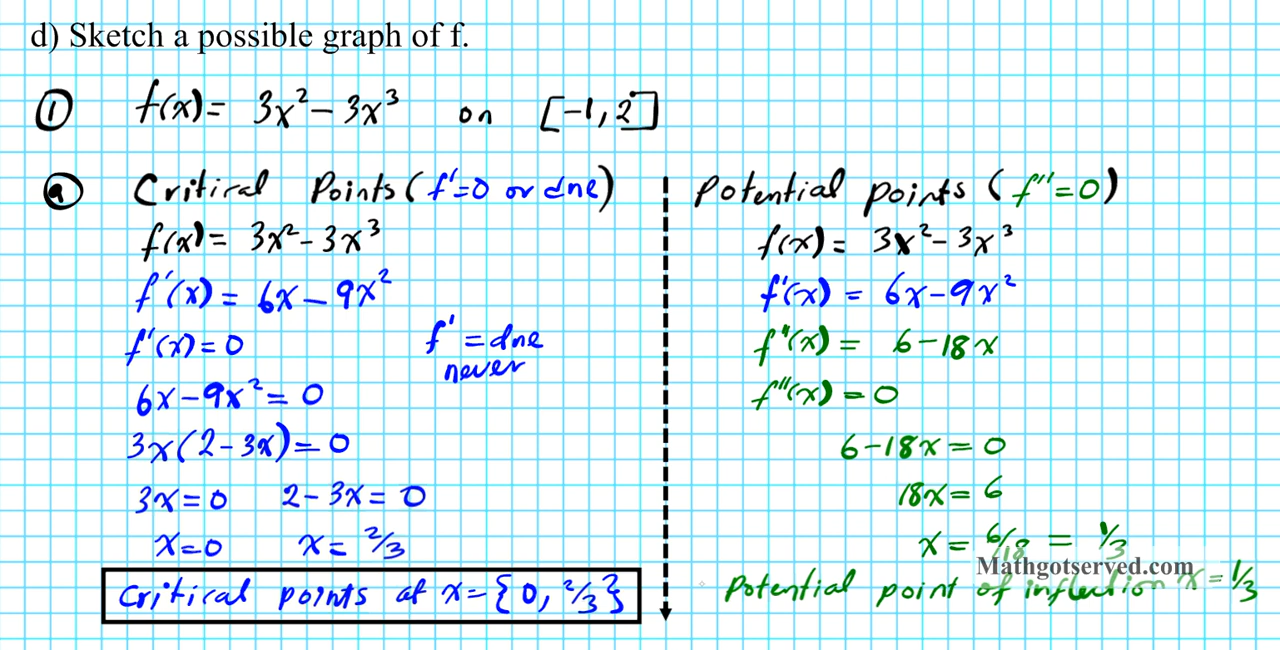 d) Sketch a possible graph of f.
① f(x)= 3x²-3x³ on [-1,2]
ⓐ Critical Points (f'=0 or dne)
f(x)= 3x²-3x³
f'(x)= 6x-9x²
f'(x)=0
f'=dne
never
6x-9x²=0
3x(2-3x)=0
3x=0 2-3x=0
x=0 x=2/3
Critical points at x={0,2/3}
Potential points (f''=0)
f(x)= 3x²-3x³
f'(x)= 6x-9x²
f''(x)= 6-18x
f''(x)=0
6-18x=0
18x=6
x=6/18=1/3
Mathgotserved.com
Potential point of inflection x=1/3